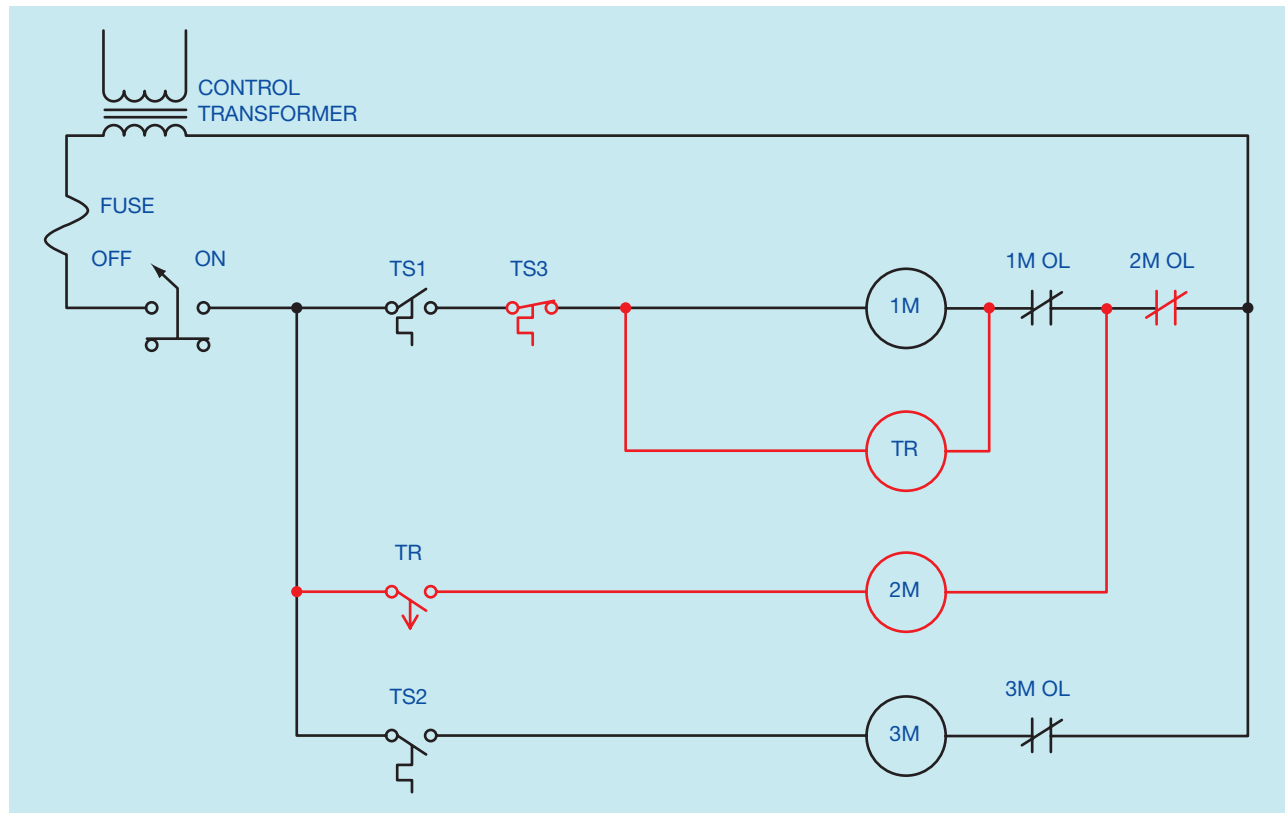 CONTROL
TRANSFORMER
FUSE
OFF
ON
TS1
TS3
1M
1M OL
2M OL
TR
TR
2M
TS2
3M
3M OL